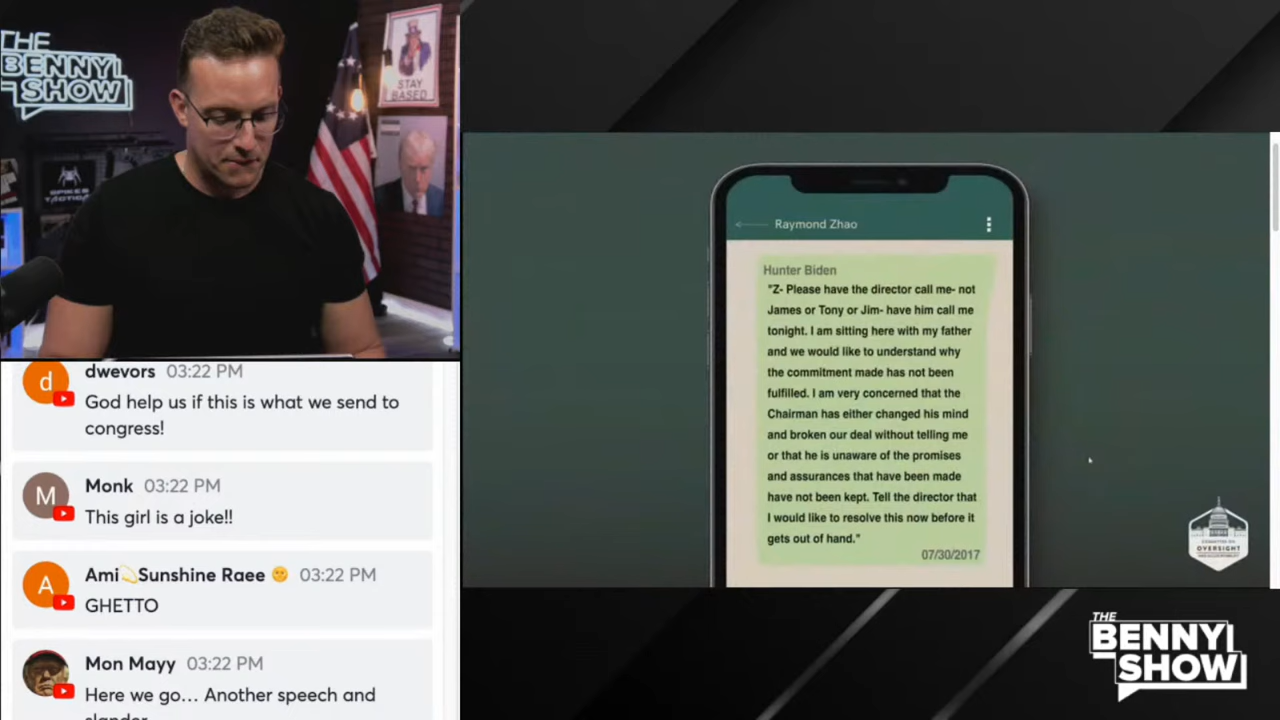 THE
BENNY
SHOW
STAY
BASED
SPIKES
TACTICAL
dwevors 03:22 PM
God help us if this is what we send to
congress!
Monk 03:22 PM
This girl is a joke!!
Ami💫Sunshine Raee 🌞 03:22 PM
GHETTO
Mon Mayy 03:22 PM
Here we go... Another speech and
slander
Raymond Zhao
Hunter Biden
"Z- Please have the director call me- not
James or Tony or Jim- have him call me
tonight. I am sitting here with my father
and we would like to understand why
the commitment made has not been
fulfilled. I am very concerned that the
Chairman has either changed his mind
and broken our deal without telling me
or that he is unaware of the promises
and assurances that have been made
have not been kept. Tell the director that
I would like to resolve this now before it
gets out of hand."
07/30/2017
COMMITTEE ON
OVERSIGHT
THE
BENNY
SHOW